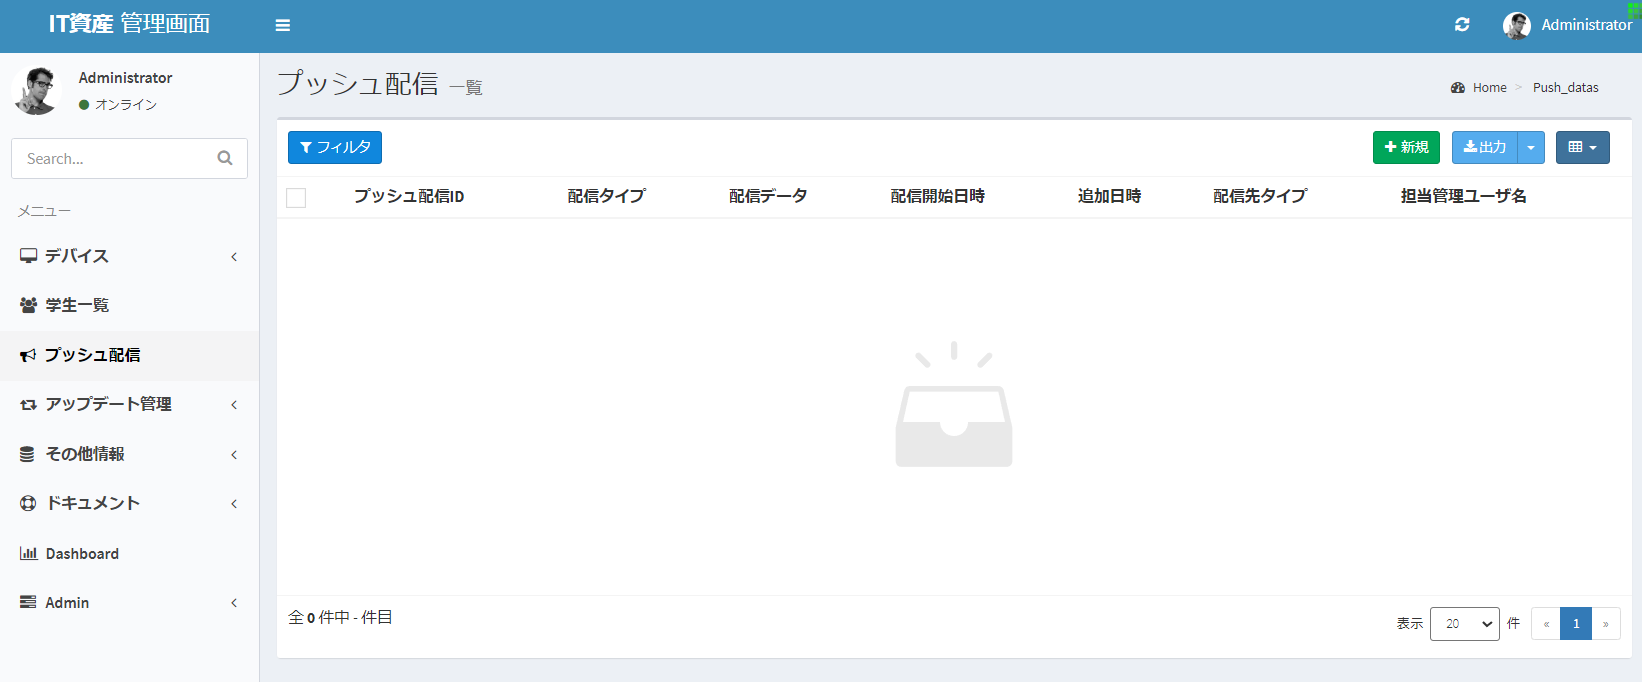 IT資産 管理画面
Administrator
Administrator
オンライン
Search...
メニュー
デバイス
学生一覧
プッシュ配信
アップデート管理
その他情報
ドキュメント
Dashboard
Admin
プッシュ配信 一覧
Home > Push_datas
フィルタ
新規 出力
プッシュ配信ID 配信タイプ 配信データ 配信開始日時 追加日時 配信先タイプ 担当管理ユーザ名
全 0 件中 - 件目
表示 20 件 « 1 »